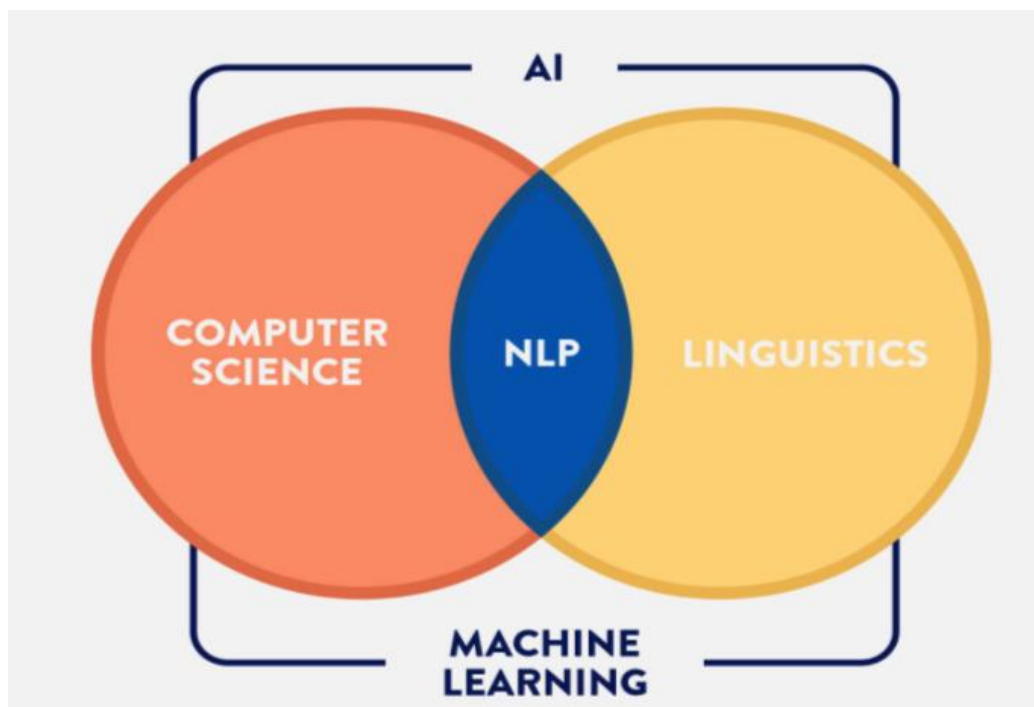 AI
COMPUTER
SCIENCE
NLP
LINGUISTICS
MACHINE
LEARNING